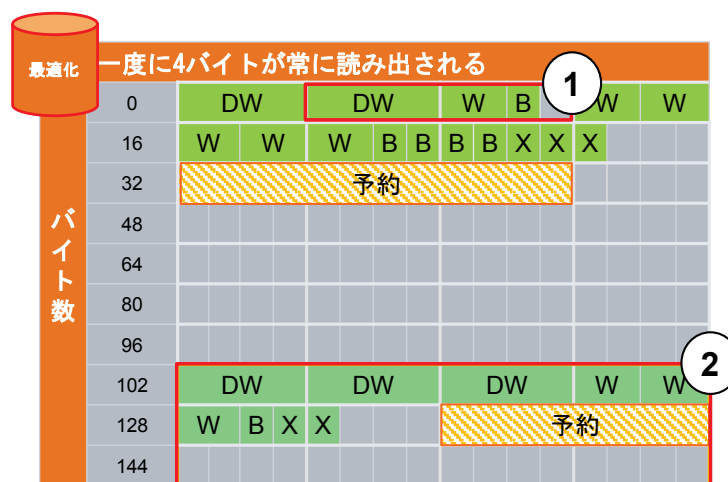 最適化
一度に4バイトが常に読み出される
1
0 DW DW W B W W
16 W W W B B B B X X X
32 予約
48
64
80
96
2
102 DW DW DW W W
128 W B X X 予約
144
バイト数